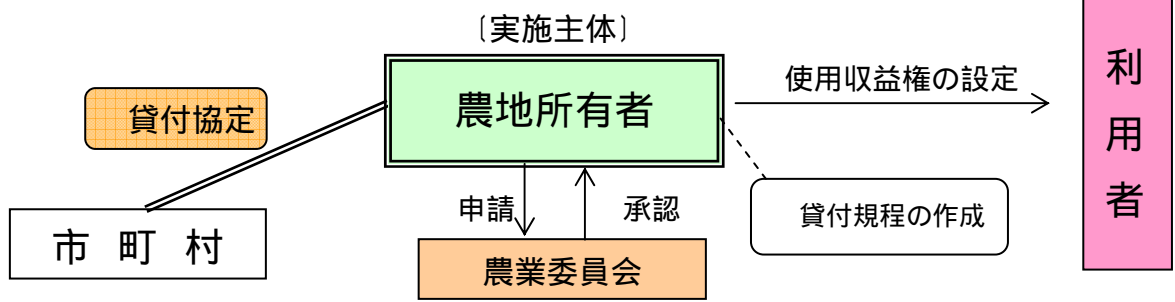 〔実施主体〕
農地所有者
使用収益権の設定
利用者
貸付協定
市町村
申請
承認
貸付規程の作成
農業委員会